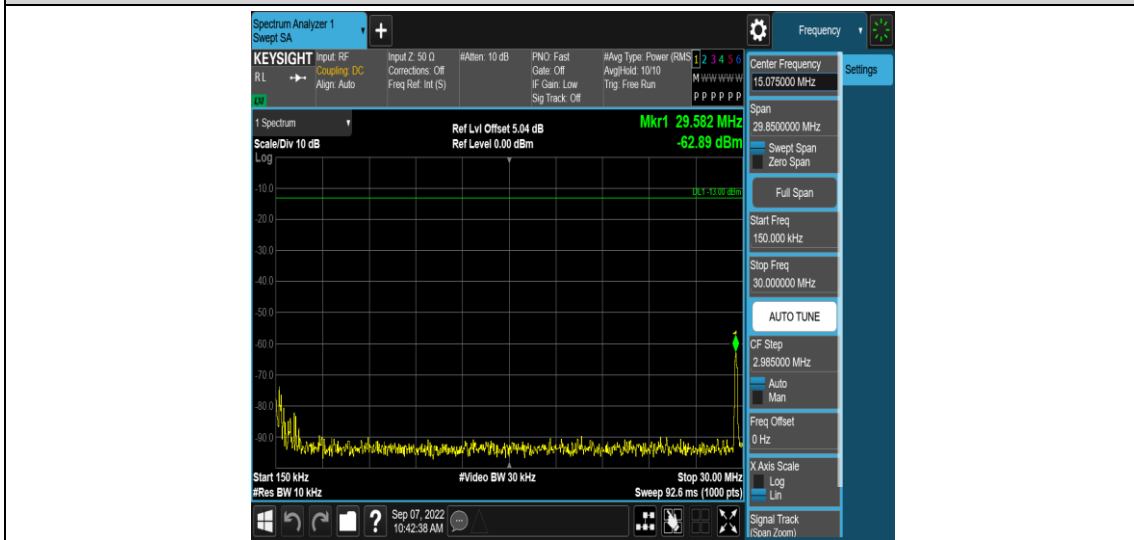 Spectrum Analyzer 1
Swept SA
+
Frequency
KEYSIGHT
RL
LXI
Input: RF
Coupling: DC
Align: Auto
Input Z: 50 Ω
Corrections: Off
Freq Ref: Int (S)
#Atten: 10 dB
PNO: Fast
Gate: Off
IF Gain: Low
Sig Track: Off
#Avg Type: Power (RMS
Avg|Hold: 10/10
Trig: Free Run
1 2 3 4 5 6
M W W W W W
P P P P P P
Center Frequency
15.075000 MHz
Settings
1 Spectrum
Scale/Div 10 dB
Log
Ref Lvl Offset 5.04 dB
Ref Level 0.00 dBm
Mkr1 29.582 MHz
-62.89 dBm
Span
29.8500000 MHz
Swept Span
Zero Span
Full Span
DL1 -13.00 dBm
-10.0
-20.0
-30.0
-40.0
-50.0
-60.0
-70.0
-80.0
-90.0
Start Freq
150.000 kHz
Stop Freq
30.000000 MHz
AUTO TUNE
CF Step
2.985000 MHz
Auto
Man
Freq Offset
0 Hz
X Axis Scale
Log
Lin
Signal Track
(Span Zoom)
Start 150 kHz
#Res BW 10 kHz
#Video BW 30 kHz
Stop 30.00 MHz
Sweep 92.6 ms (1000 pts)
?
Sep 07, 2022
10:42:38 AM